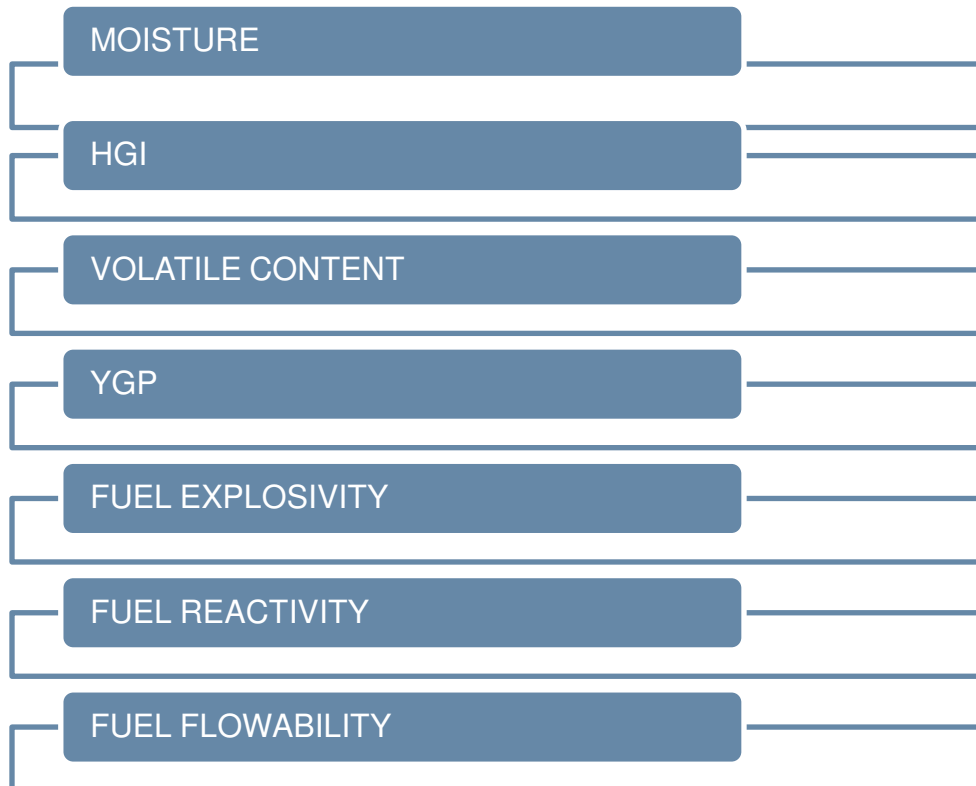 MOISTURE
HGI
VOLATILE CONTENT
YGP
FUEL EXPLOSIVITY
FUEL REACTIVITY
FUEL FLOWABILITY